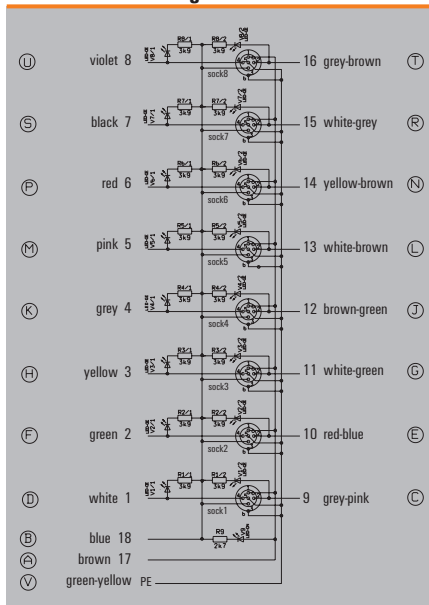 R8/1 R8/2
3k9 3k9
U violet 8 16 grey-brown T
sock8
R7/1 R7/2
3k9 3k9
S black 7 15 white-grey R
sock7
R6/1 R6/2
3k9 3k9
P red 6 14 yellow-brown N
sock6
R5/1 R5/2
3k9 3k9
M pink 5 13 white-brown L
sock5
R4/1 R4/2
3k9 3k9
K grey 4 12 brown-green J
sock4
R3/1 R3/2
3k9 3k9
H yellow 3 11 white-green G
sock3
R2/1 R2/2
3k9 3k9
F green 2 10 red-blue E
sock2
R1/1 R1/2
3k9 3k9
D white 1 9 grey-pink C
sock1
B blue 18 R9
2k7
A brown 17
V green-yellow PE